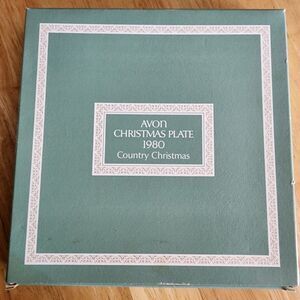 AVON
CHRISTMAS PLATE
1980
Country Christmas